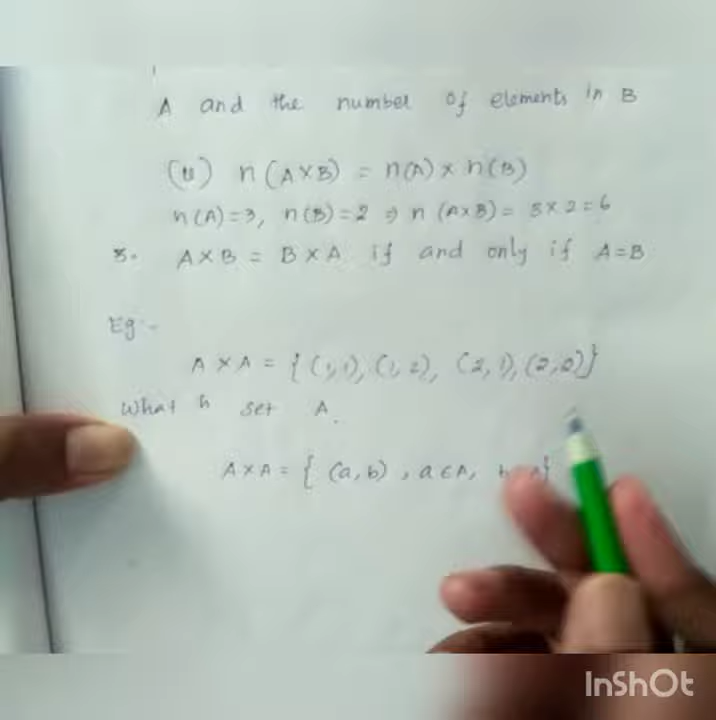 A and the number of elements in B
(ii) n(A×B) = n(A) × n(B)
n(A)=3, n(B)=2 ⇒ n(A×B) = 3×2=6
3. A×B = B×A if and only if A=B
Eg:-
A×A = {(1,1), (1,2), (2,1), (2,2)}
What is set A.
A×A = { (a,b), a∈A, A}
InShOt